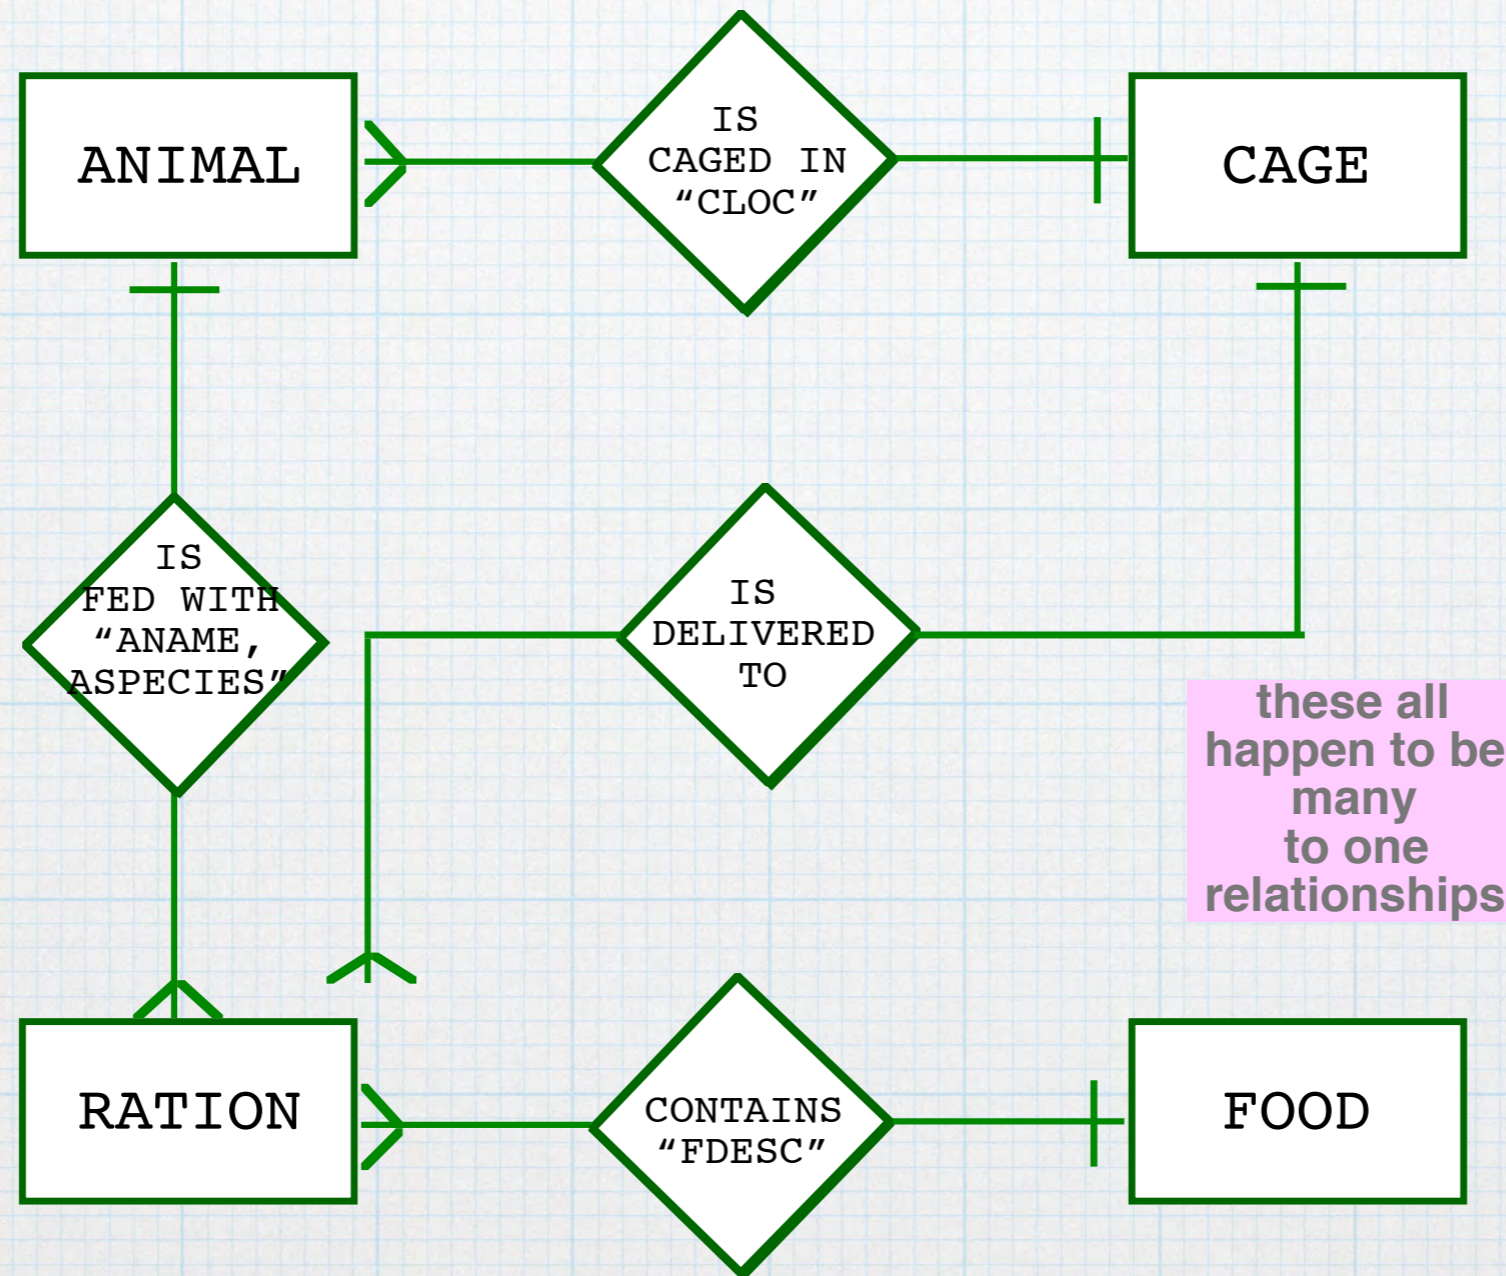 IS
CAGED IN
“CLOC”
ANIMAL
CAGE
IS
FED WITH
“ANAME,
ASPECIES”
IS
DELIVERED
TO
these all
happen to be
many
to one
relationships
RATION
CONTAINS
“FDESC”
FOOD